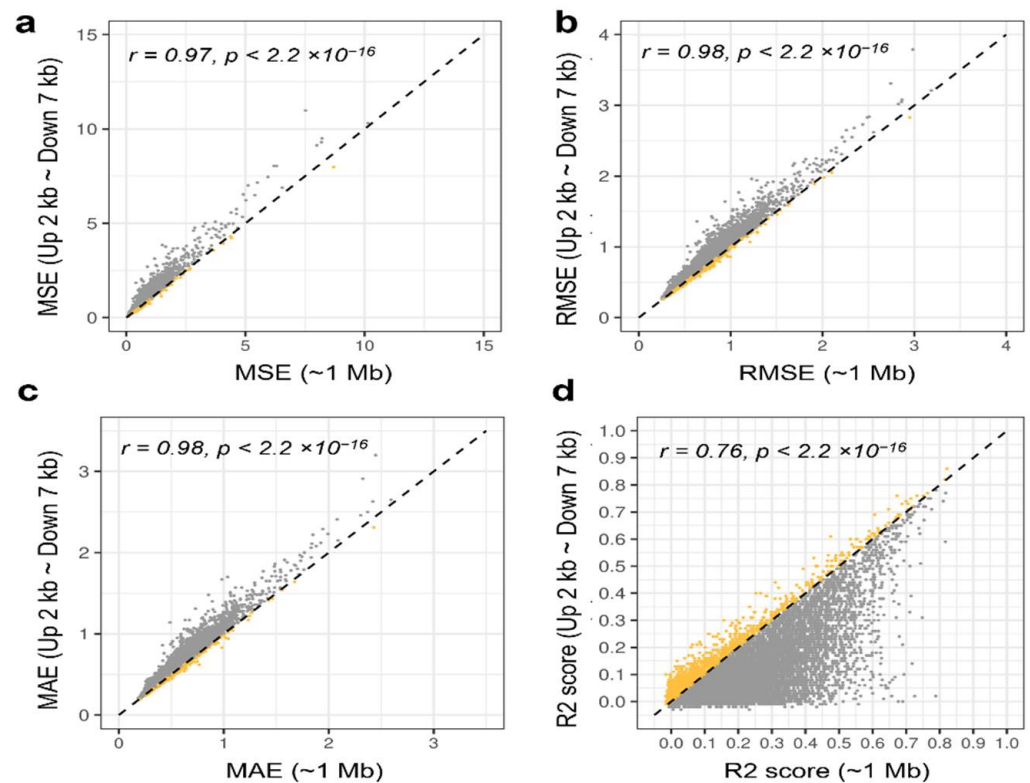 a
r = 0.97, p < 2.2 ×10⁻¹⁶
MSE (Up 2 kb ~ Down 7 kb)
15
10
5
0
0 5 10 15
MSE (~1 Mb)
b
r = 0.98, p < 2.2 ×10⁻¹⁶
RMSE (Up 2 kb ~ Down 7 kb)
4
3
2
1
0
0 1 2 3 4
RMSE (~1 Mb)
c
r = 0.98, p < 2.2 ×10⁻¹⁶
MAE (Up 2 kb ~ Down 7 kb)
3
2
1
0
0 1 2 3
MAE (~1 Mb)
d
r = 0.76, p < 2.2 ×10⁻¹⁶
R2 score (Up 2 kb ~ Down 7 kb)
1.0
0.9
0.8
0.7
0.6
0.5
0.4
0.3
0.2
0.1
0.0
0.0 0.1 0.2 0.3 0.4 0.5 0.6 0.7 0.8 0.9 1.0
R2 score (~1 Mb)